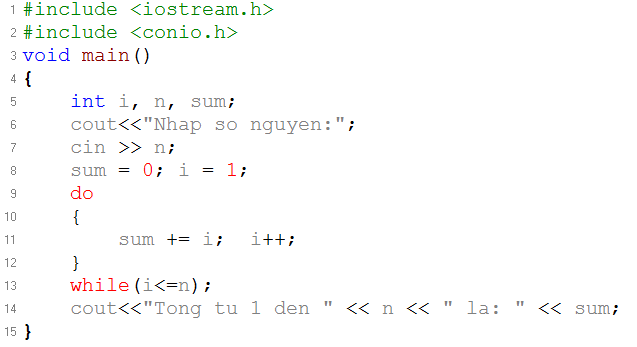 1 #include <iostream.h>
2 #include <conio.h>
3 void main()
4 {
5 int i, n, sum;
6 cout<<"Nhap so nguyen:";
7 cin >> n;
8 sum = 0; i = 1;
9 do
10 {
11 sum += i;  i++;
12 }
13 while(i<=n);
14 cout<<"Tong tu 1 den " << n << " la: " << sum;
15 }